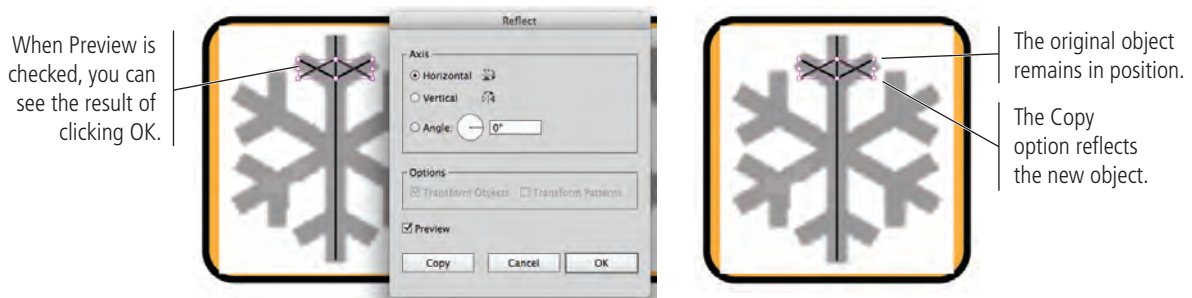 When Preview is
checked, you can
see the result of
clicking OK.
Reflect
Axis
Horizontal
Vertical
Angle: 0°
Options
Transform Objects Transform Patterns
Preview
Copy Cancel OK
The original object
remains in position.
The Copy
option reflects
the new object.